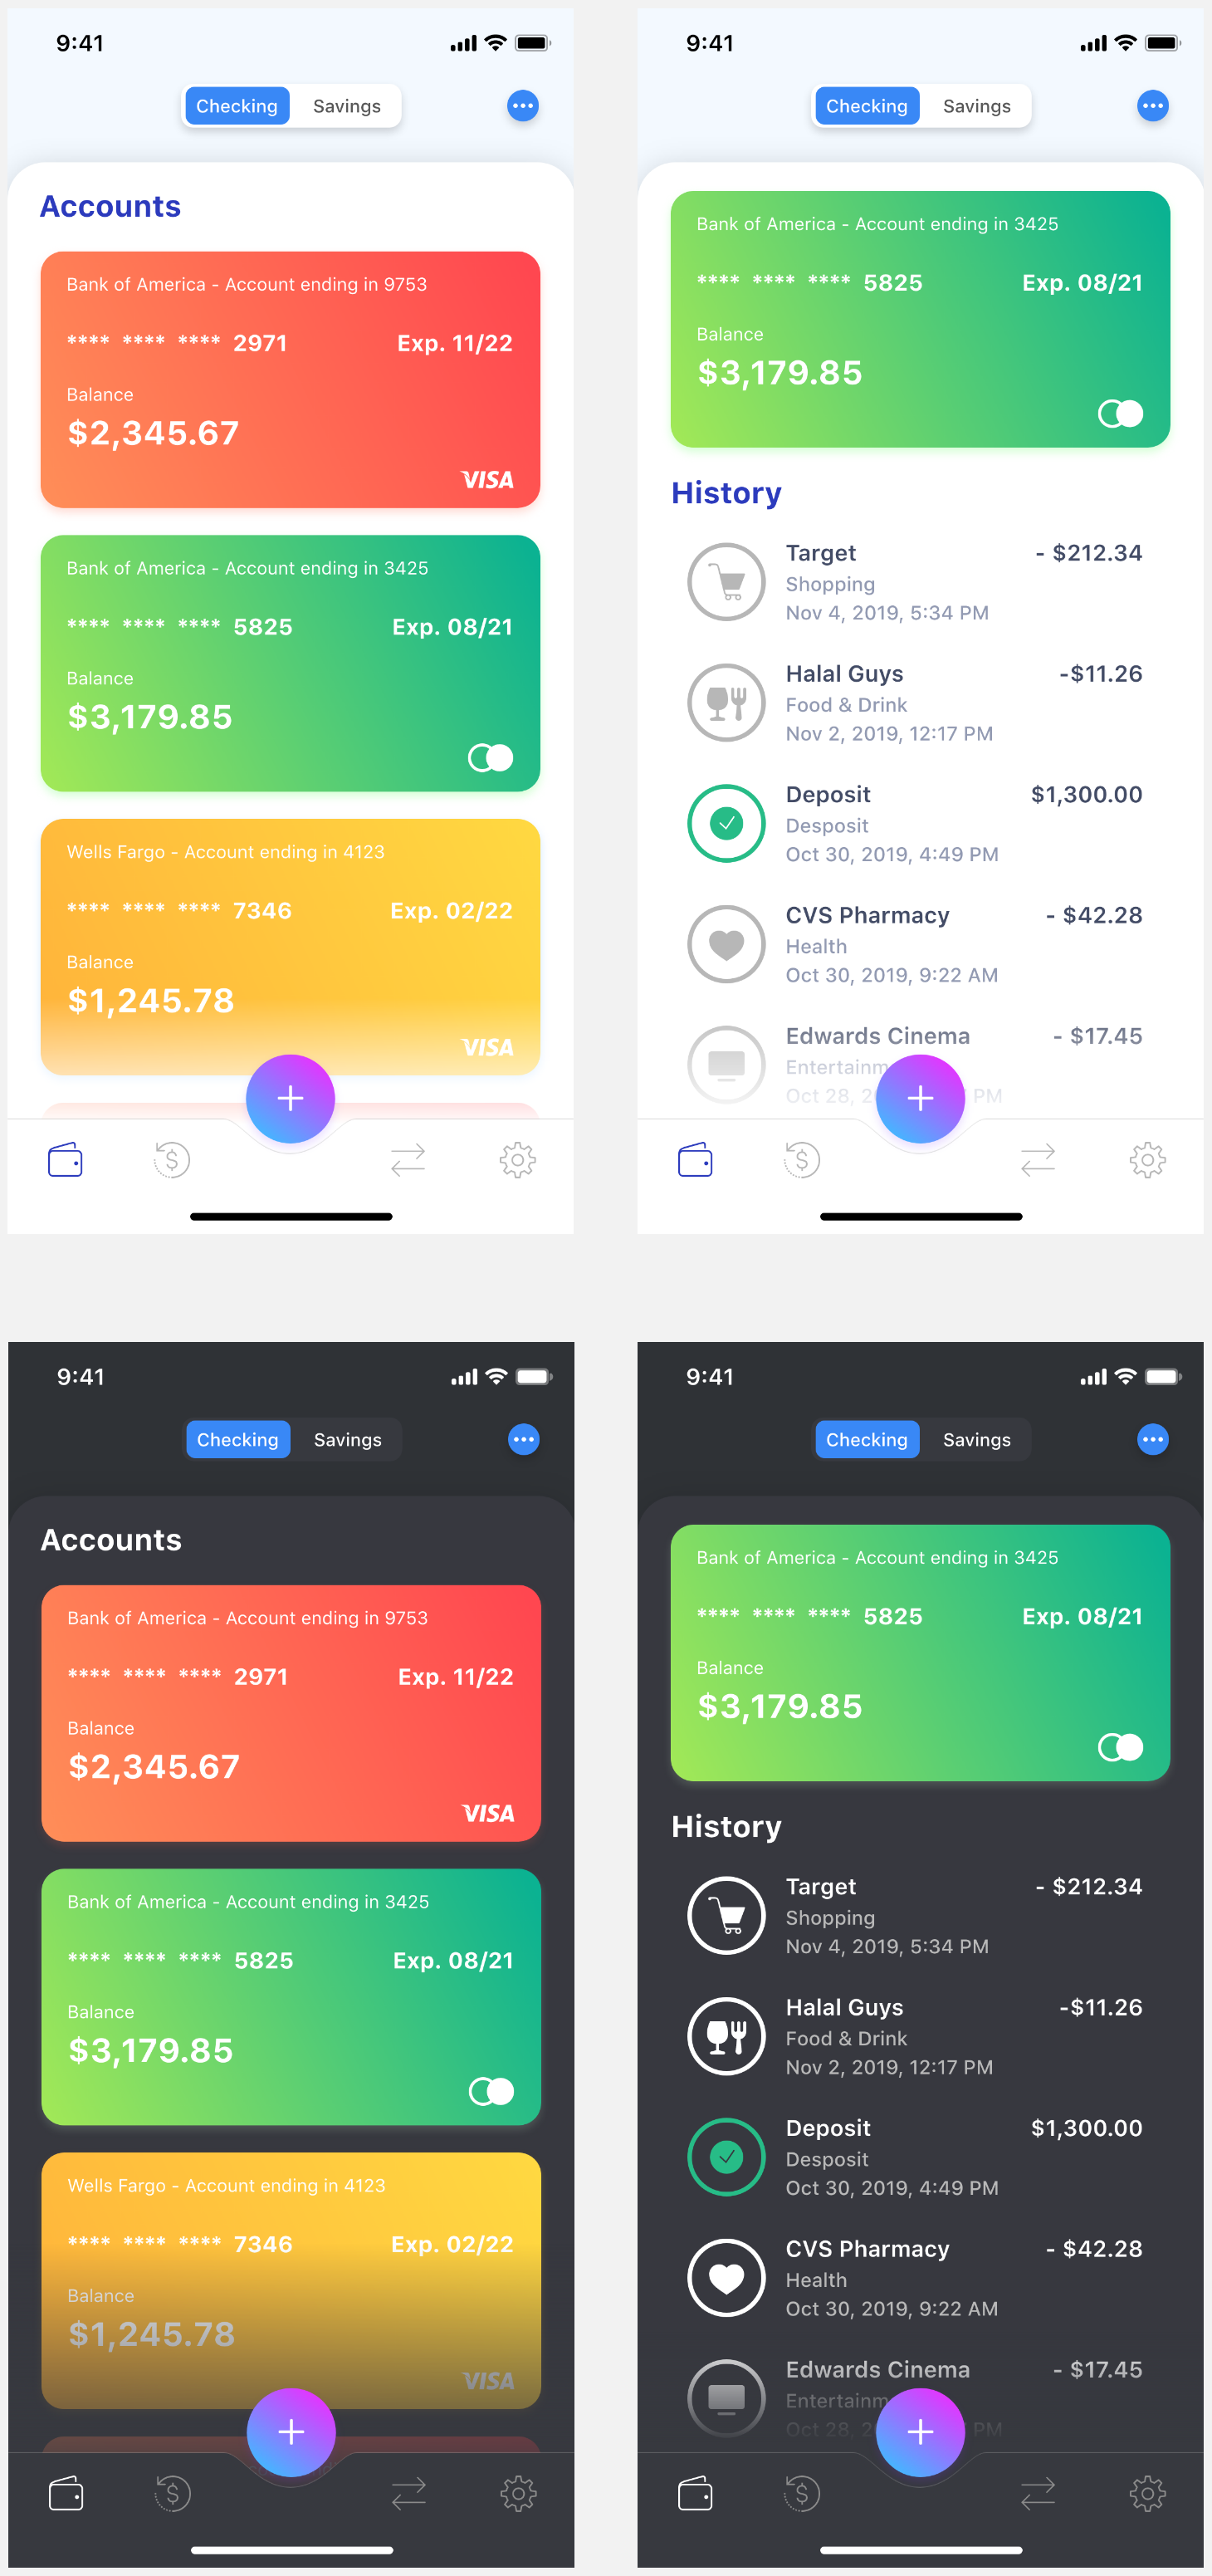 9:41
Checking Savings
Accounts
Bank of America - Account ending in 9753
**** **** **** 2971 Exp. 11/22
Balance
$2,345.67
VISA
Bank of America - Account ending in 3425
**** **** **** 5825 Exp. 08/21
Balance
$3,179.85
Wells Fargo - Account ending in 4123
**** **** **** 7346 Exp. 02/22
Balance
$1,245.78
VISA
9:41
Checking Savings
Bank of America - Account ending in 3425
**** **** **** 5825 Exp. 08/21
Balance
$3,179.85
History
Target - $212.34
Shopping
Nov 4, 2019, 5:34 PM
Halal Guys -$11.26
Food & Drink
Nov 2, 2019, 12:17 PM
Deposit $1,300.00
Desposit
Oct 30, 2019, 4:49 PM
CVS Pharmacy - $42.28
Health
Oct 30, 2019, 9:22 AM
Edwards Cinema - $17.45
Entertainm
Oct 28, 2 PM
9:41
Checking Savings
Accounts
Bank of America - Account ending in 9753
**** **** **** 2971 Exp. 11/22
Balance
$2,345.67
VISA
Bank of America - Account ending in 3425
**** **** **** 5825 Exp. 08/21
Balance
$3,179.85
Wells Fargo - Account ending in 4123
**** **** **** 7346 Exp. 02/22
Balance
$1,245.78
VISA
9:41
Checking Savings
Bank of America - Account ending in 3425
**** **** **** 5825 Exp. 08/21
Balance
$3,179.85
History
Target - $212.34
Shopping
Nov 4, 2019, 5:34 PM
Halal Guys -$11.26
Food & Drink
Nov 2, 2019, 12:17 PM
Deposit $1,300.00
Desposit
Oct 30, 2019, 4:49 PM
CVS Pharmacy - $42.28
Health
Oct 30, 2019, 9:22 AM
Edwards Cinema - $17.45
Entertainm
Oct 28, 2 PM